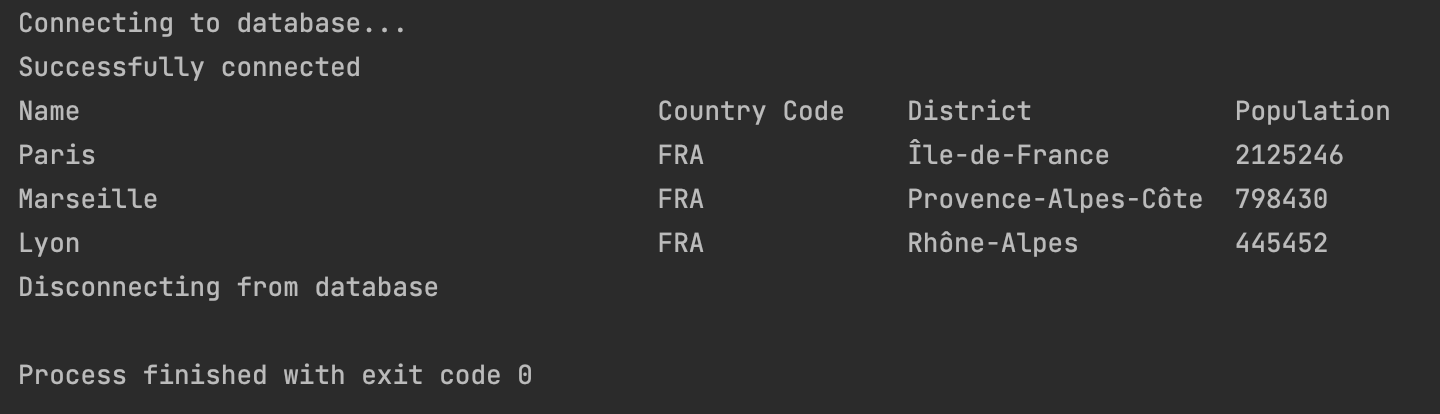 Connecting to database...
Successfully connected
Name Country Code District Population
Paris FRA Île-de-France 2125246
Marseille FRA Provence-Alpes-Côte 798430
Lyon FRA Rhône-Alpes 445452
Disconnecting from database
Process finished with exit code 0